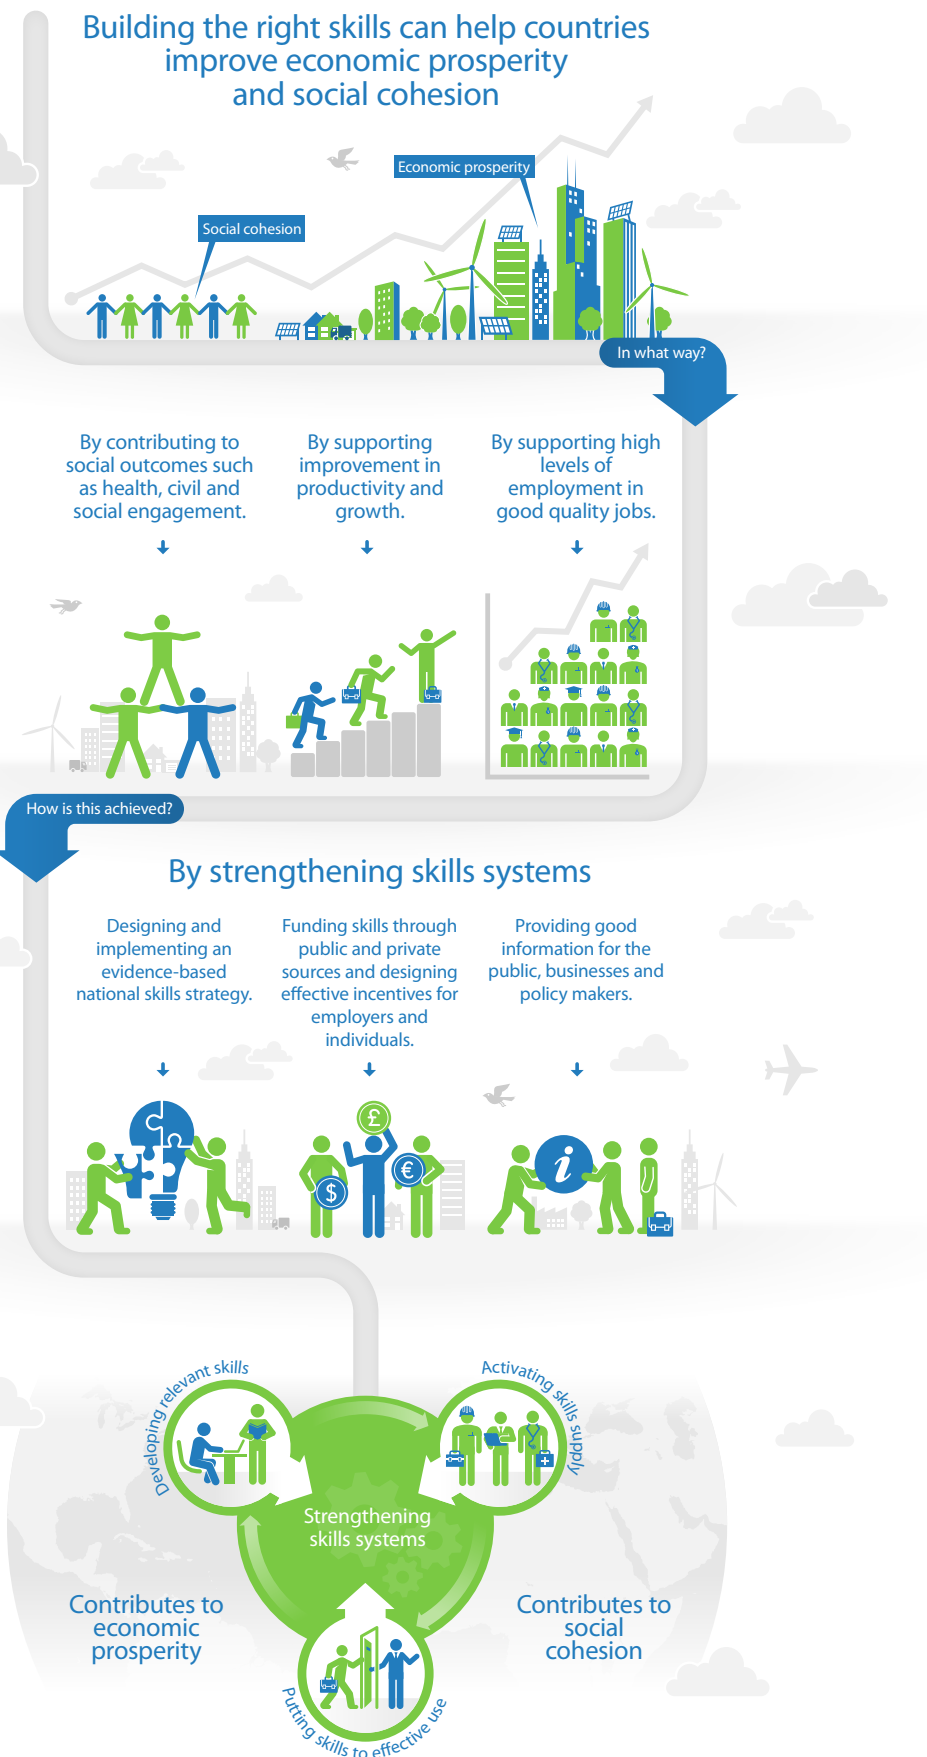 Building the right skills can help countries
improve economic prosperity
and social cohesion
Economic prosperity
Social cohesion
In what way?
By contributing to
social outcomes such
as health, civil and
social engagement.
By supporting
improvement in
productivity and
growth.
By supporting high
levels of
employment in
good quality jobs.
How is this achieved?
By strengthening skills systems
Designing and
implementing an
evidence-based
national skills strategy.
Funding skills through
public and private
sources and designing
effective incentives for
employers and
individuals.
Providing good
information for the
public, businesses and
policy makers.
£
$
€
i
Developing relevant skills
Activating skills supply
Strengthening
skills systems
Contributes to
economic
prosperity
Contributes to
social
cohesion
Putting skills to effective use